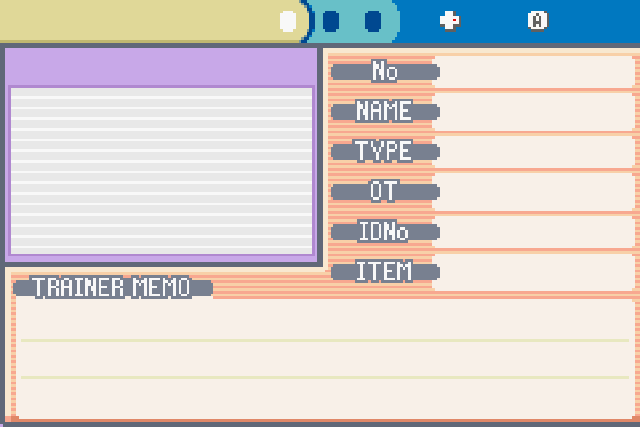 A
No
NAME
TYPE
OT
IDNo
ITEM
TRAINER MEMO